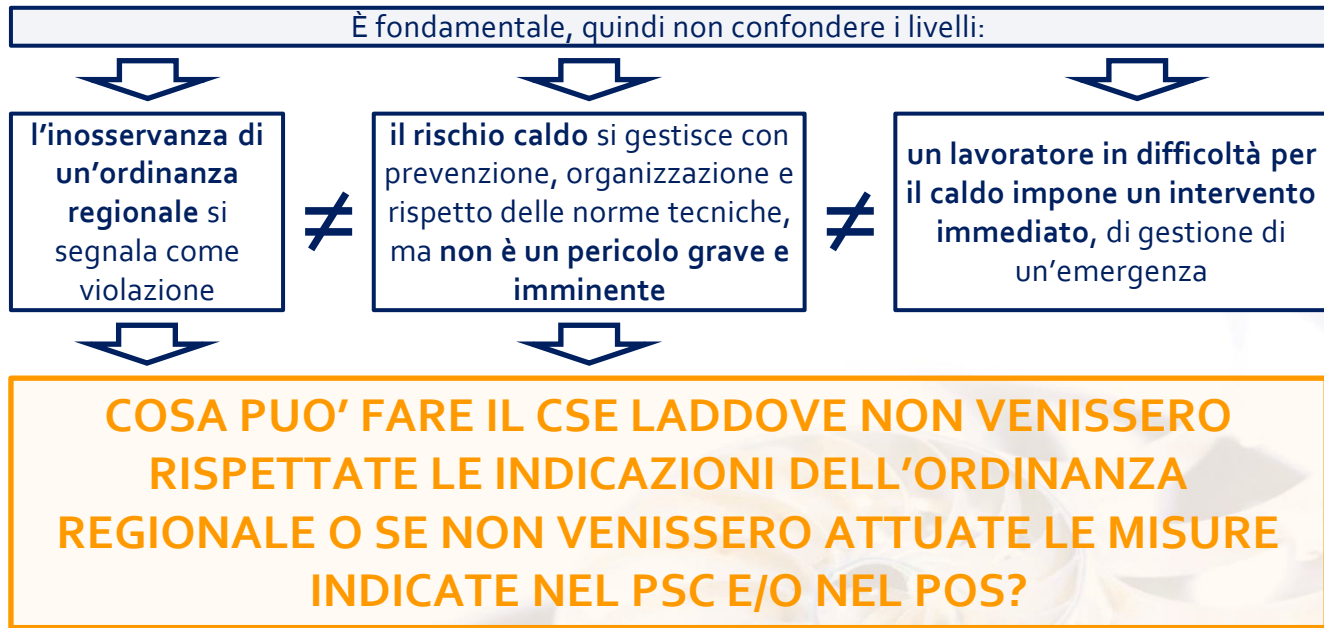 È fondamentale, quindi non confondere i livelli:
l'inosservanza di
un'ordinanza
regionale si
segnala come
violazione
≠
il rischio caldo si gestisce con
prevenzione, organizzazione e
rispetto delle norme tecniche,
ma non è un pericolo grave e
imminente
≠
un lavoratore in difficoltà per
il caldo impone un intervento
immediato, di gestione di
un'emergenza
COSA PUO' FARE IL CSE LADDOVE NON VENISSERO
RISPETTATE LE INDICAZIONI DELL'ORDINANZA
REGIONALE O SE NON VENISSERO ATTUATE LE MISURE
INDICATE NEL PSC E/O NEL POS?